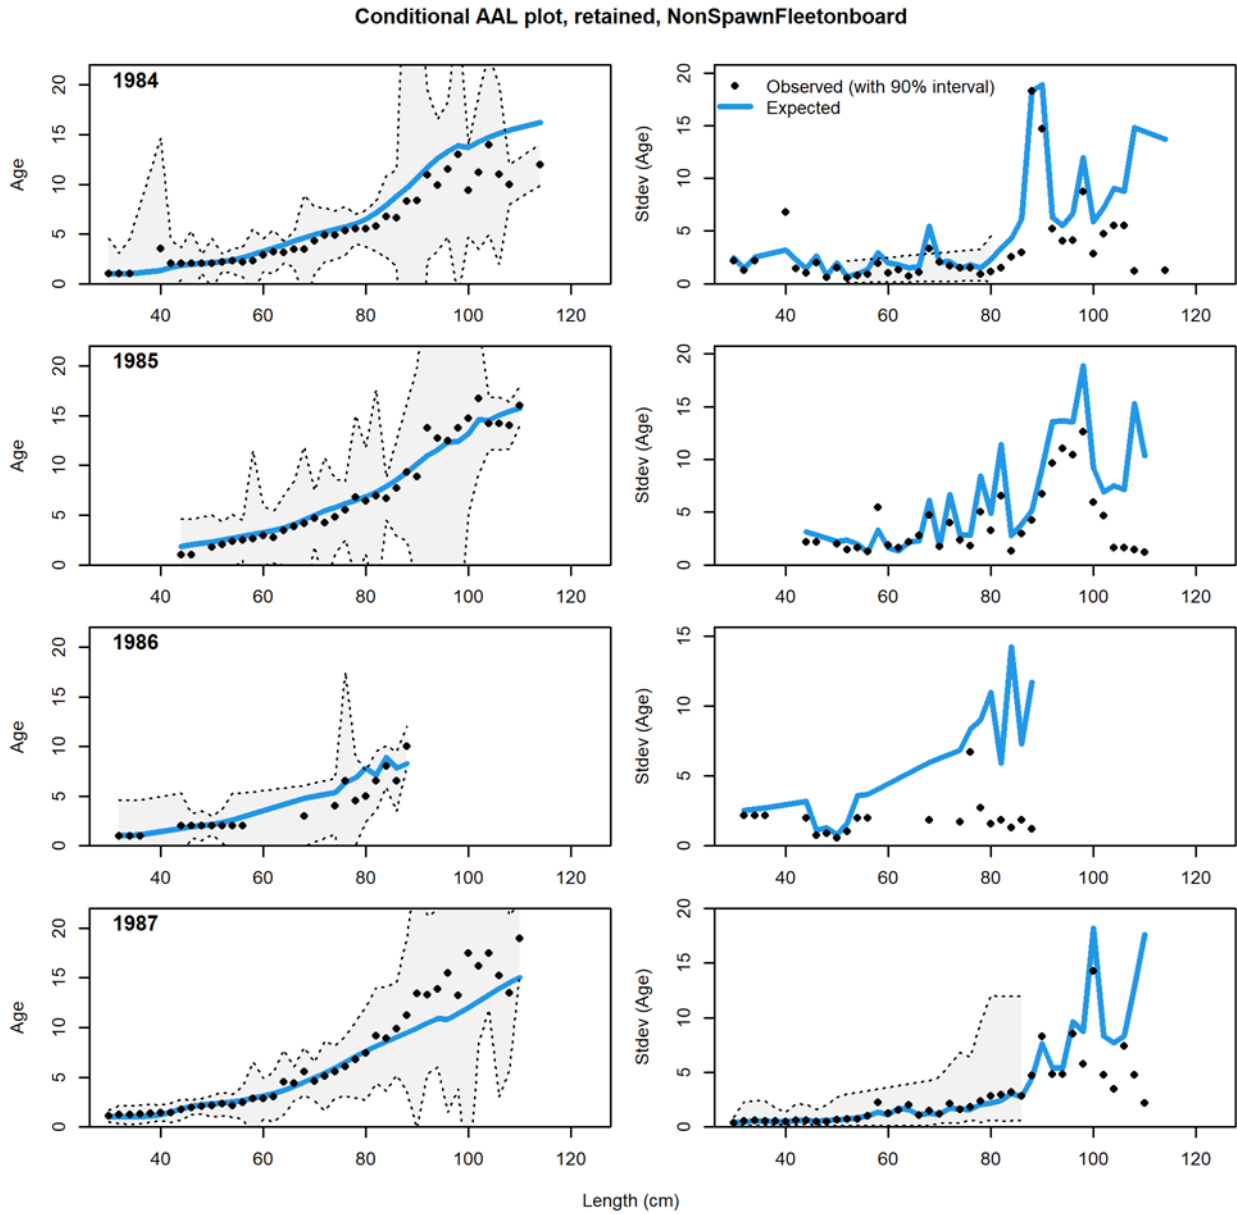 Conditional AAL plot, retained, NonSpawnFleetonboard
1984
Age
0 5 10 15 20
40 60 80 100 120
Observed (with 90% interval)
Expected
Stdev (Age)
0 5 10 15 20
40 60 80 100 120
1985
Age
0 5 10 15 20
40 60 80 100 120
Stdev (Age)
0 5 10 15 20
40 60 80 100 120
1986
Age
0 5 10 15 20
40 60 80 100 120
Stdev (Age)
0 5 10 15
40 60 80 100 120
1987
Age
0 5 10 15 20
40 60 80 100 120
Stdev (Age)
0 5 10 15 20
40 60 80 100 120
Length (cm)